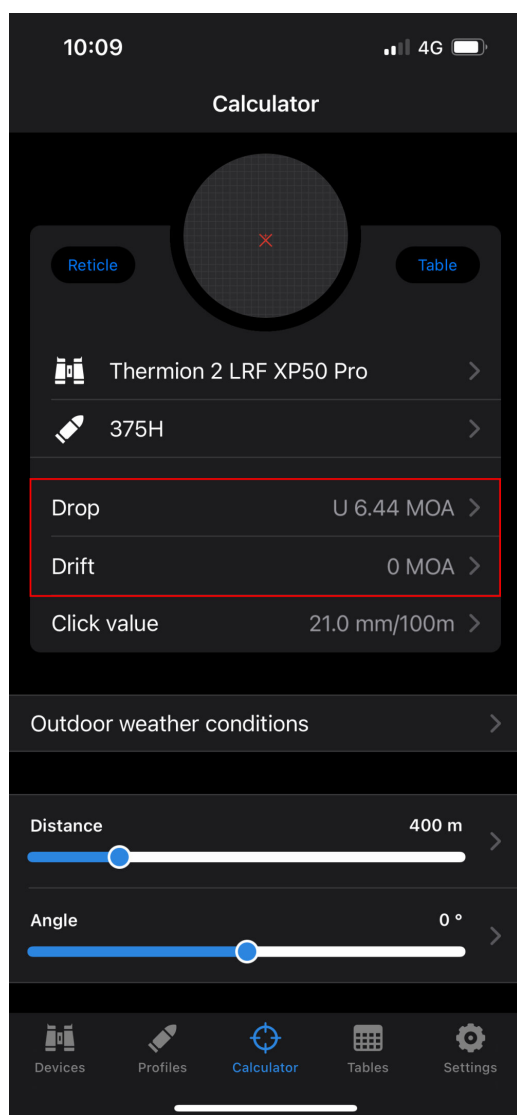 10:09 4G
Calculator
Reticle Table
Thermion 2 LRF XP50 Pro
375H
Drop U 6.44 MOA
Drift 0 MOA
Click value 21.0 mm/100m
Outdoor weather conditions
Distance 400 m
Angle 0 °
Devices Profiles Calculator Tables Settings